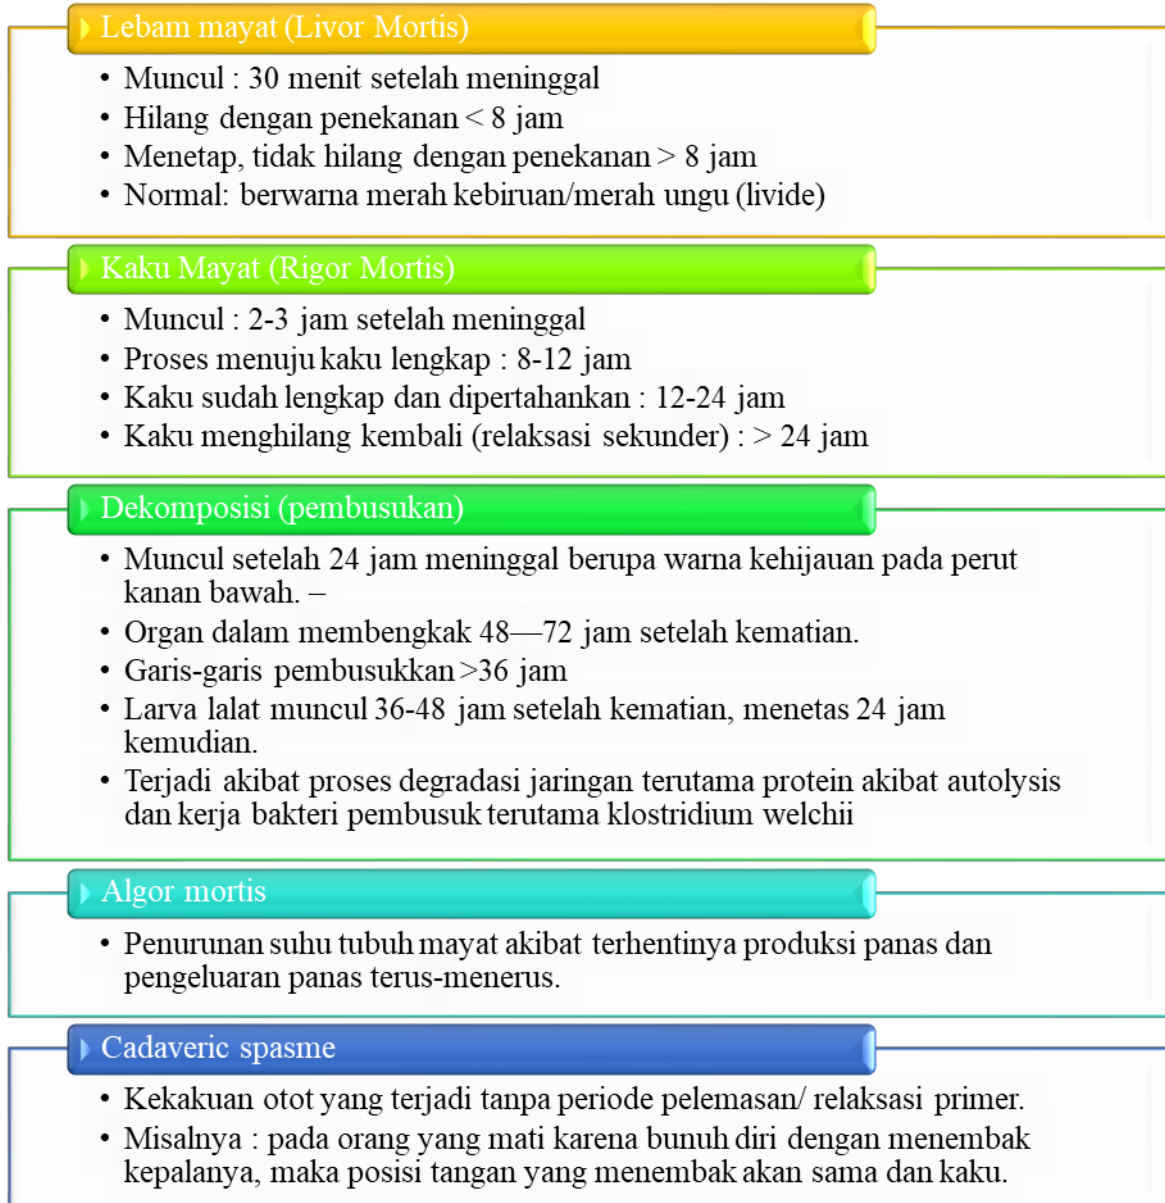 Lebam mayat (Livor Mortis)
• Muncul : 30 menit setelah meninggal
• Hilang dengan penekanan < 8 jam
• Menetap, tidak hilang dengan penekanan > 8 jam
• Normal: berwarna merah kebiruan/merah ungu (livide)
Kaku Mayat (Rigor Mortis)
• Muncul : 2-3 jam setelah meninggal
• Proses menuju kaku lengkap : 8-12 jam
• Kaku sudah lengkap dan dipertahankan : 12-24 jam
• Kaku menghilang kembali (relaksasi sekunder) : > 24 jam
Dekomposisi (pembusukan)
• Muncul setelah 24 jam meninggal berupa warna kehijauan pada perut
kanan bawah. –
• Organ dalam membengkak 48—72 jam setelah kematian.
• Garis-garis pembusukkan >36 jam
• Larva lalat muncul 36-48 jam setelah kematian, menetas 24 jam
kemudian.
• Terjadi akibat proses degradasi jaringan terutama protein akibat autolysis
dan kerja bakteri pembusuk terutama klostridium welchii
Algor mortis
• Penurunan suhu tubuh mayat akibat terhentinya produksi panas dan
pengeluaran panas terus-menerus.
Cadaveric spasme
• Kekakuan otot yang terjadi tanpa periode pelemasan/ relaksasi primer.
• Misalnya : pada orang yang mati karena bunuh diri dengan menembak
kepalanya, maka posisi tangan yang menembak akan sama dan kaku.